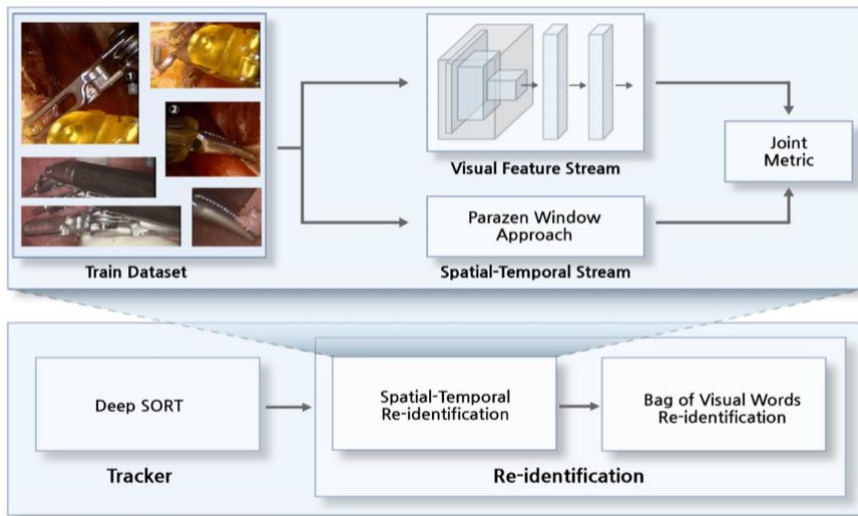 2
Train Dataset
Visual Feature Stream
Parazen Window
Approach
Spatial-Temporal Stream
Joint
Metric
Deep SORT
Tracker
Spatial-Temporal
Re-identification
Bag of Visual Words
Re-identification
Re-identification